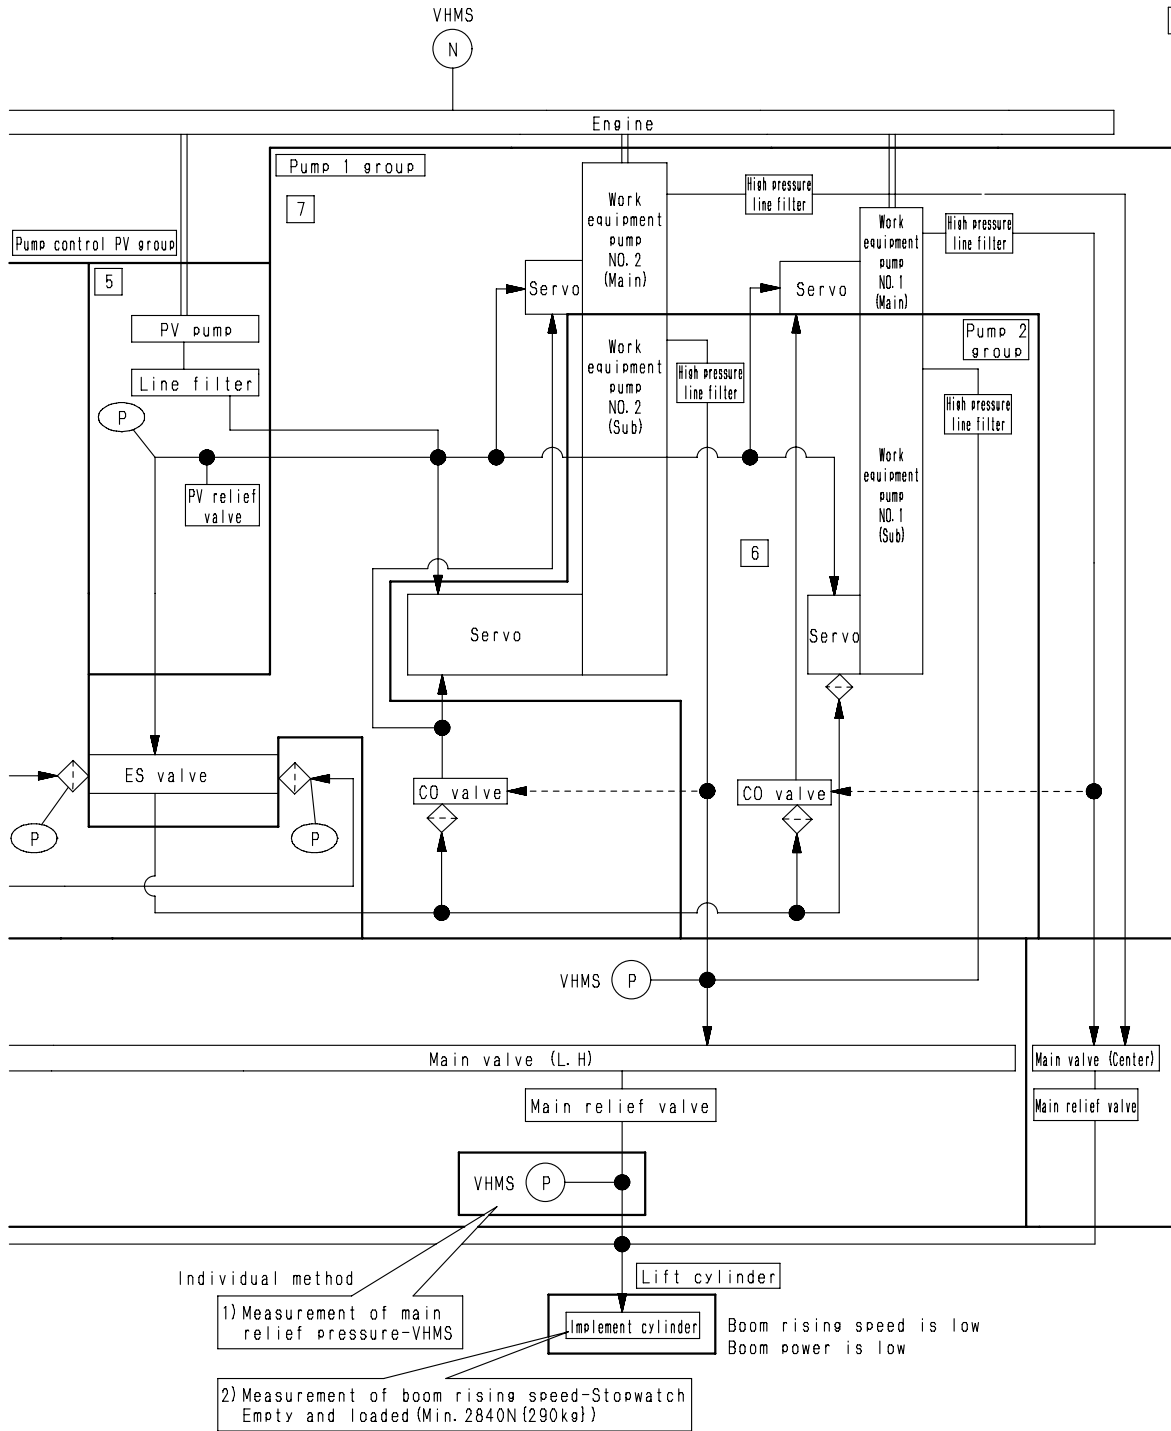 VHMS
N
Engine
Pump 1 group
7
Work
equipment
pump
NO. 2
(Main)
High pressure
line filter
Work
equipment
pump
NO. 1
(Main)
High pressure
line filter
Pump control PV group
5
Servo
Servo
PV pump
Pump 2
group
Line filter
Work
equipment
pump
NO. 2
(Sub)
High pressure
line filter
High pressure
line filter
P
Work
equipment
pump
NO. 1
(Sub)
PV relief
valve
6
Servo
Servo
ES valve
CO valve
CO valve
P
P
VHMS
P
Main valve (L. H)
Main valve (Center)
Main relief valve
Main relief valve
VHMS
P
Individual method
Lift cylinder
1) Measurement of main
relief pressure-VHMS
Implement cylinder
Boom rising speed is low
Boom power is low
2) Measurement of boom rising speed-Stopwatch
Empty and loaded (Min. 2840N {290kg})